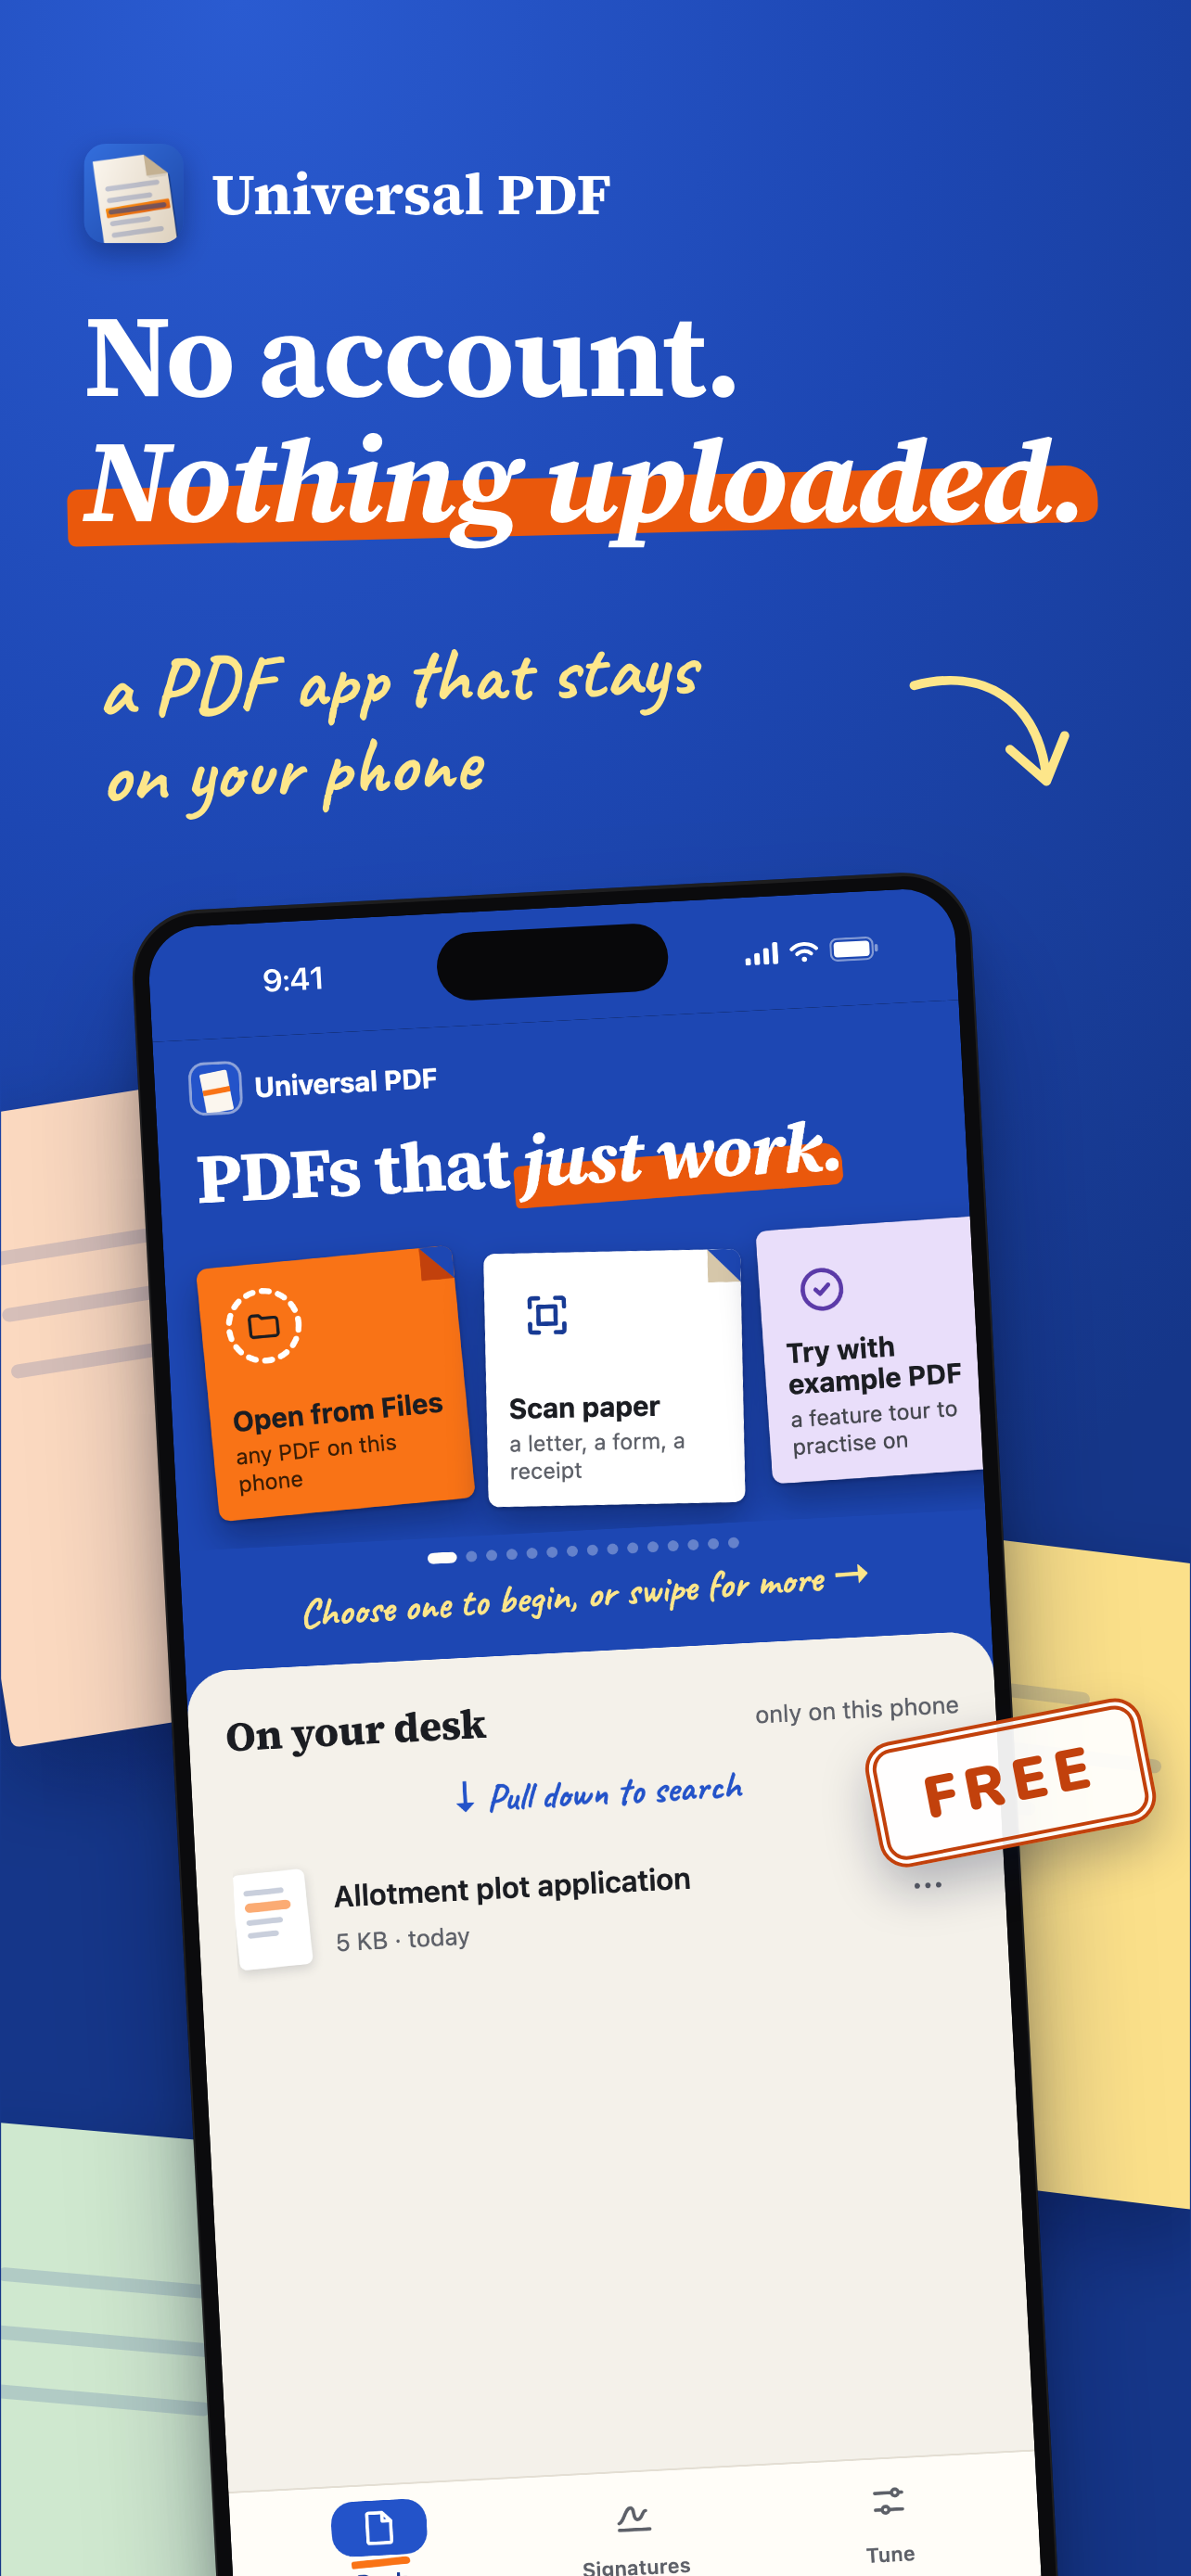 Universal PDF
No account.
Nothing uploaded.
a PDF app that stays
on your phone
9:41
Universal PDF
PDFs that just work.
Open from Files
any PDF on this
phone
Scan paper
a letter, a form, a
receipt
Try with
example PDF
a feature tour to
practise on
Choose one to begin, or swipe for more →
On your desk
only on this phone
↓ Pull down to search
FREE
Allotment plot application
5 KB · today
Signatures
Tune